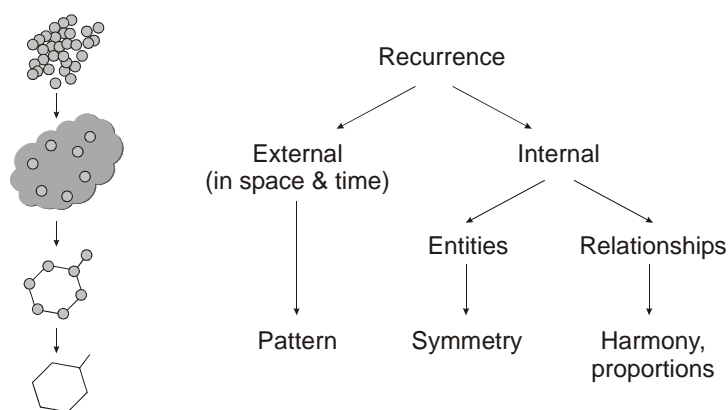 Recurrence
External
(in space & time)
Internal
Entities
Relationships
Pattern
Symmetry
Harmony,
proportions